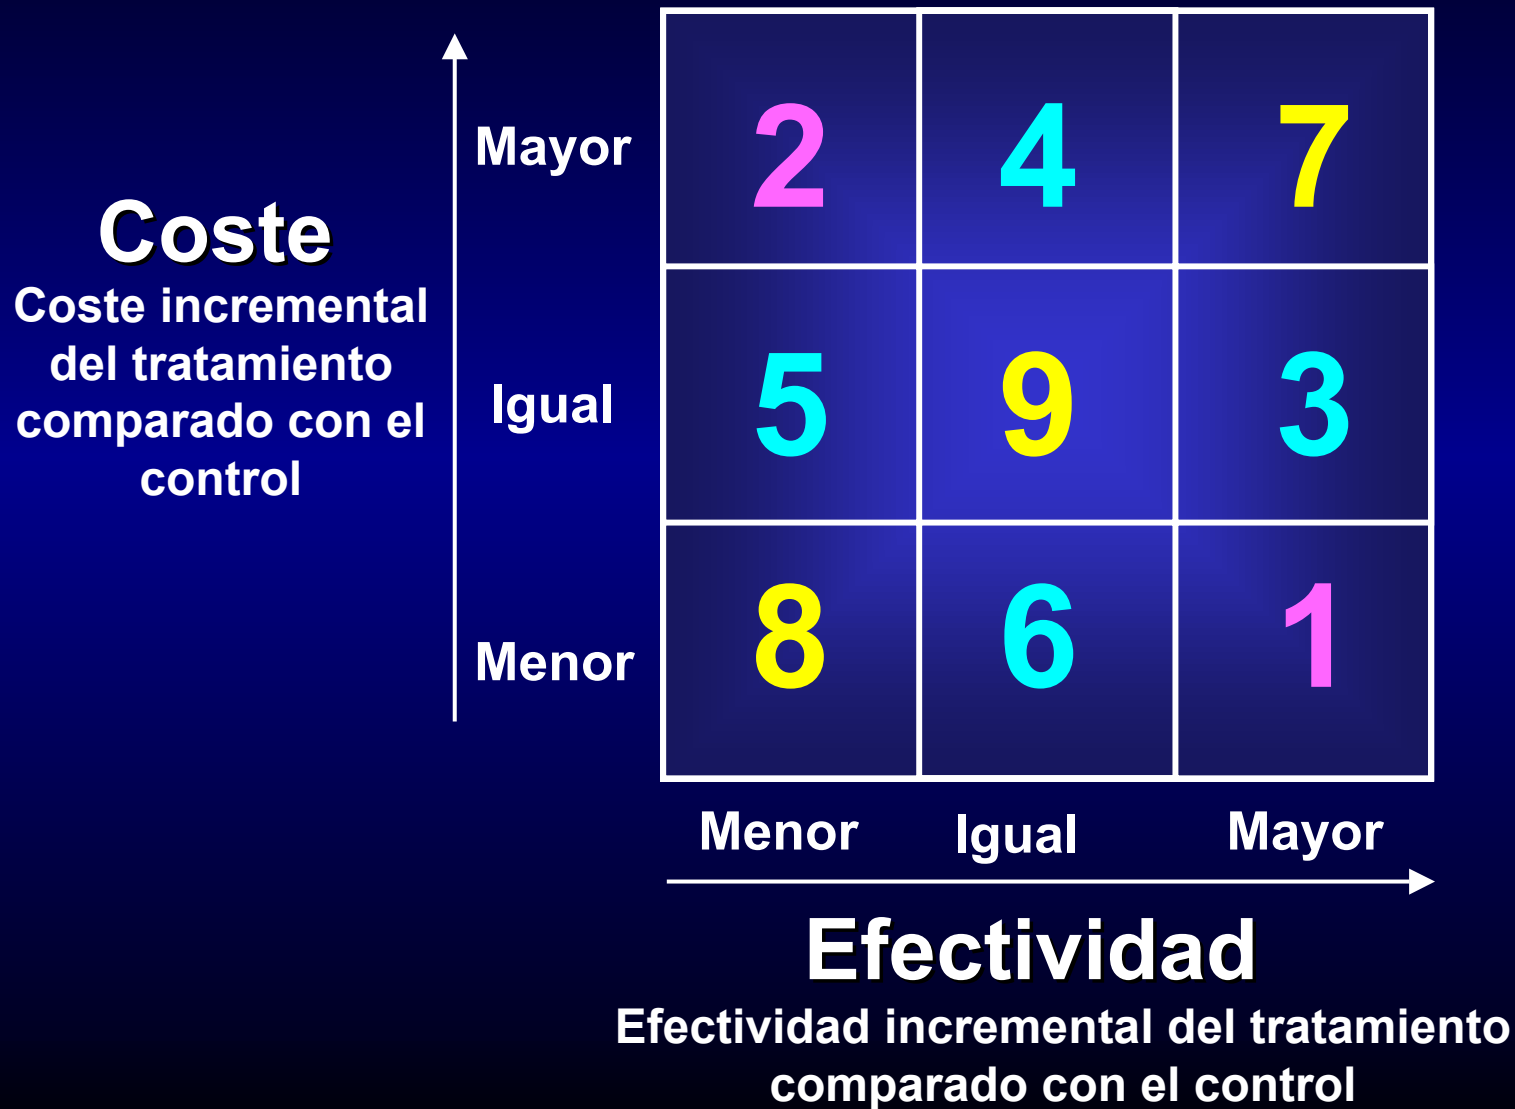 Mayor
2 4 7
Coste
Coste incremental
del tratamiento
comparado con el
control
Igual
5 9 3
Menor
8 6 1
Menor Igual Mayor
Efectividad
Efectividad incremental del tratamiento
comparado con el control